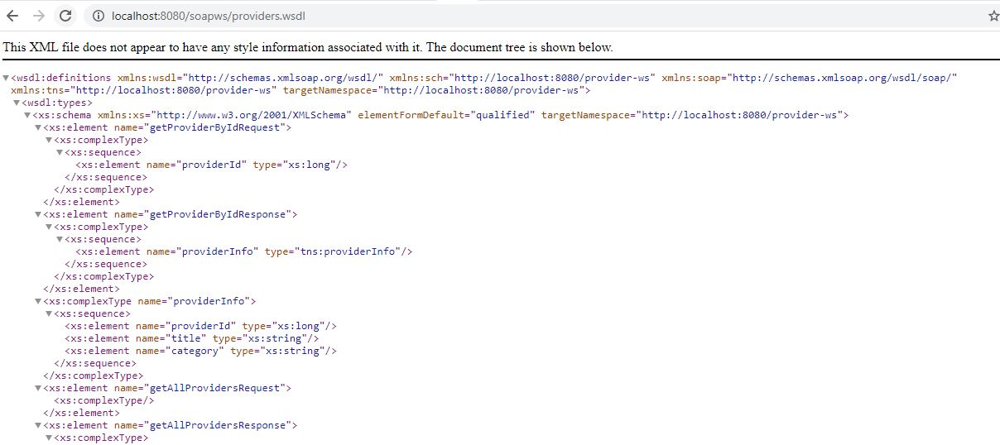 localhost:8080/soapws/providers.wsdl
This XML file does not appear to have any style information associated with it. The document tree is shown below.
<wsdl:definitions xmlns:wsdl="http://schemas.xmlsoap.org/wsdl/" xmlns:sch="http://localhost:8080/provider-ws" xmlns:soap="http://schemas.xmlsoap.org/wsdl/soap/"
xmlns:tns="http://localhost:8080/provider-ws" targetNamespace="http://localhost:8080/provider-ws">
<wsdl:types>
<xs:schema xmlns:xs="http://www.w3.org/2001/XMLSchema" elementFormDefault="qualified" targetNamespace="http://localhost:8080/provider-ws">
<xs:element name="getProviderByIdRequest">
<xs:complexType>
<xs:sequence>
<xs:element name="providerId" type="xs:long"/>
</xs:sequence>
</xs:complexType>
</xs:element>
<xs:element name="getProviderByIdResponse">
<xs:complexType>
<xs:sequence>
<xs:element name="providerInfo" type="tns:providerInfo"/>
</xs:sequence>
</xs:complexType>
</xs:element>
<xs:complexType name="providerInfo">
<xs:sequence>
<xs:element name="providerId" type="xs:long"/>
<xs:element name="title" type="xs:string"/>
<xs:element name="category" type="xs:string"/>
</xs:sequence>
</xs:complexType>
<xs:element name="getAllProvidersRequest">
<xs:complexType/>
</xs:element>
<xs:element name="getAllProvidersResponse">
<xs:complexType>